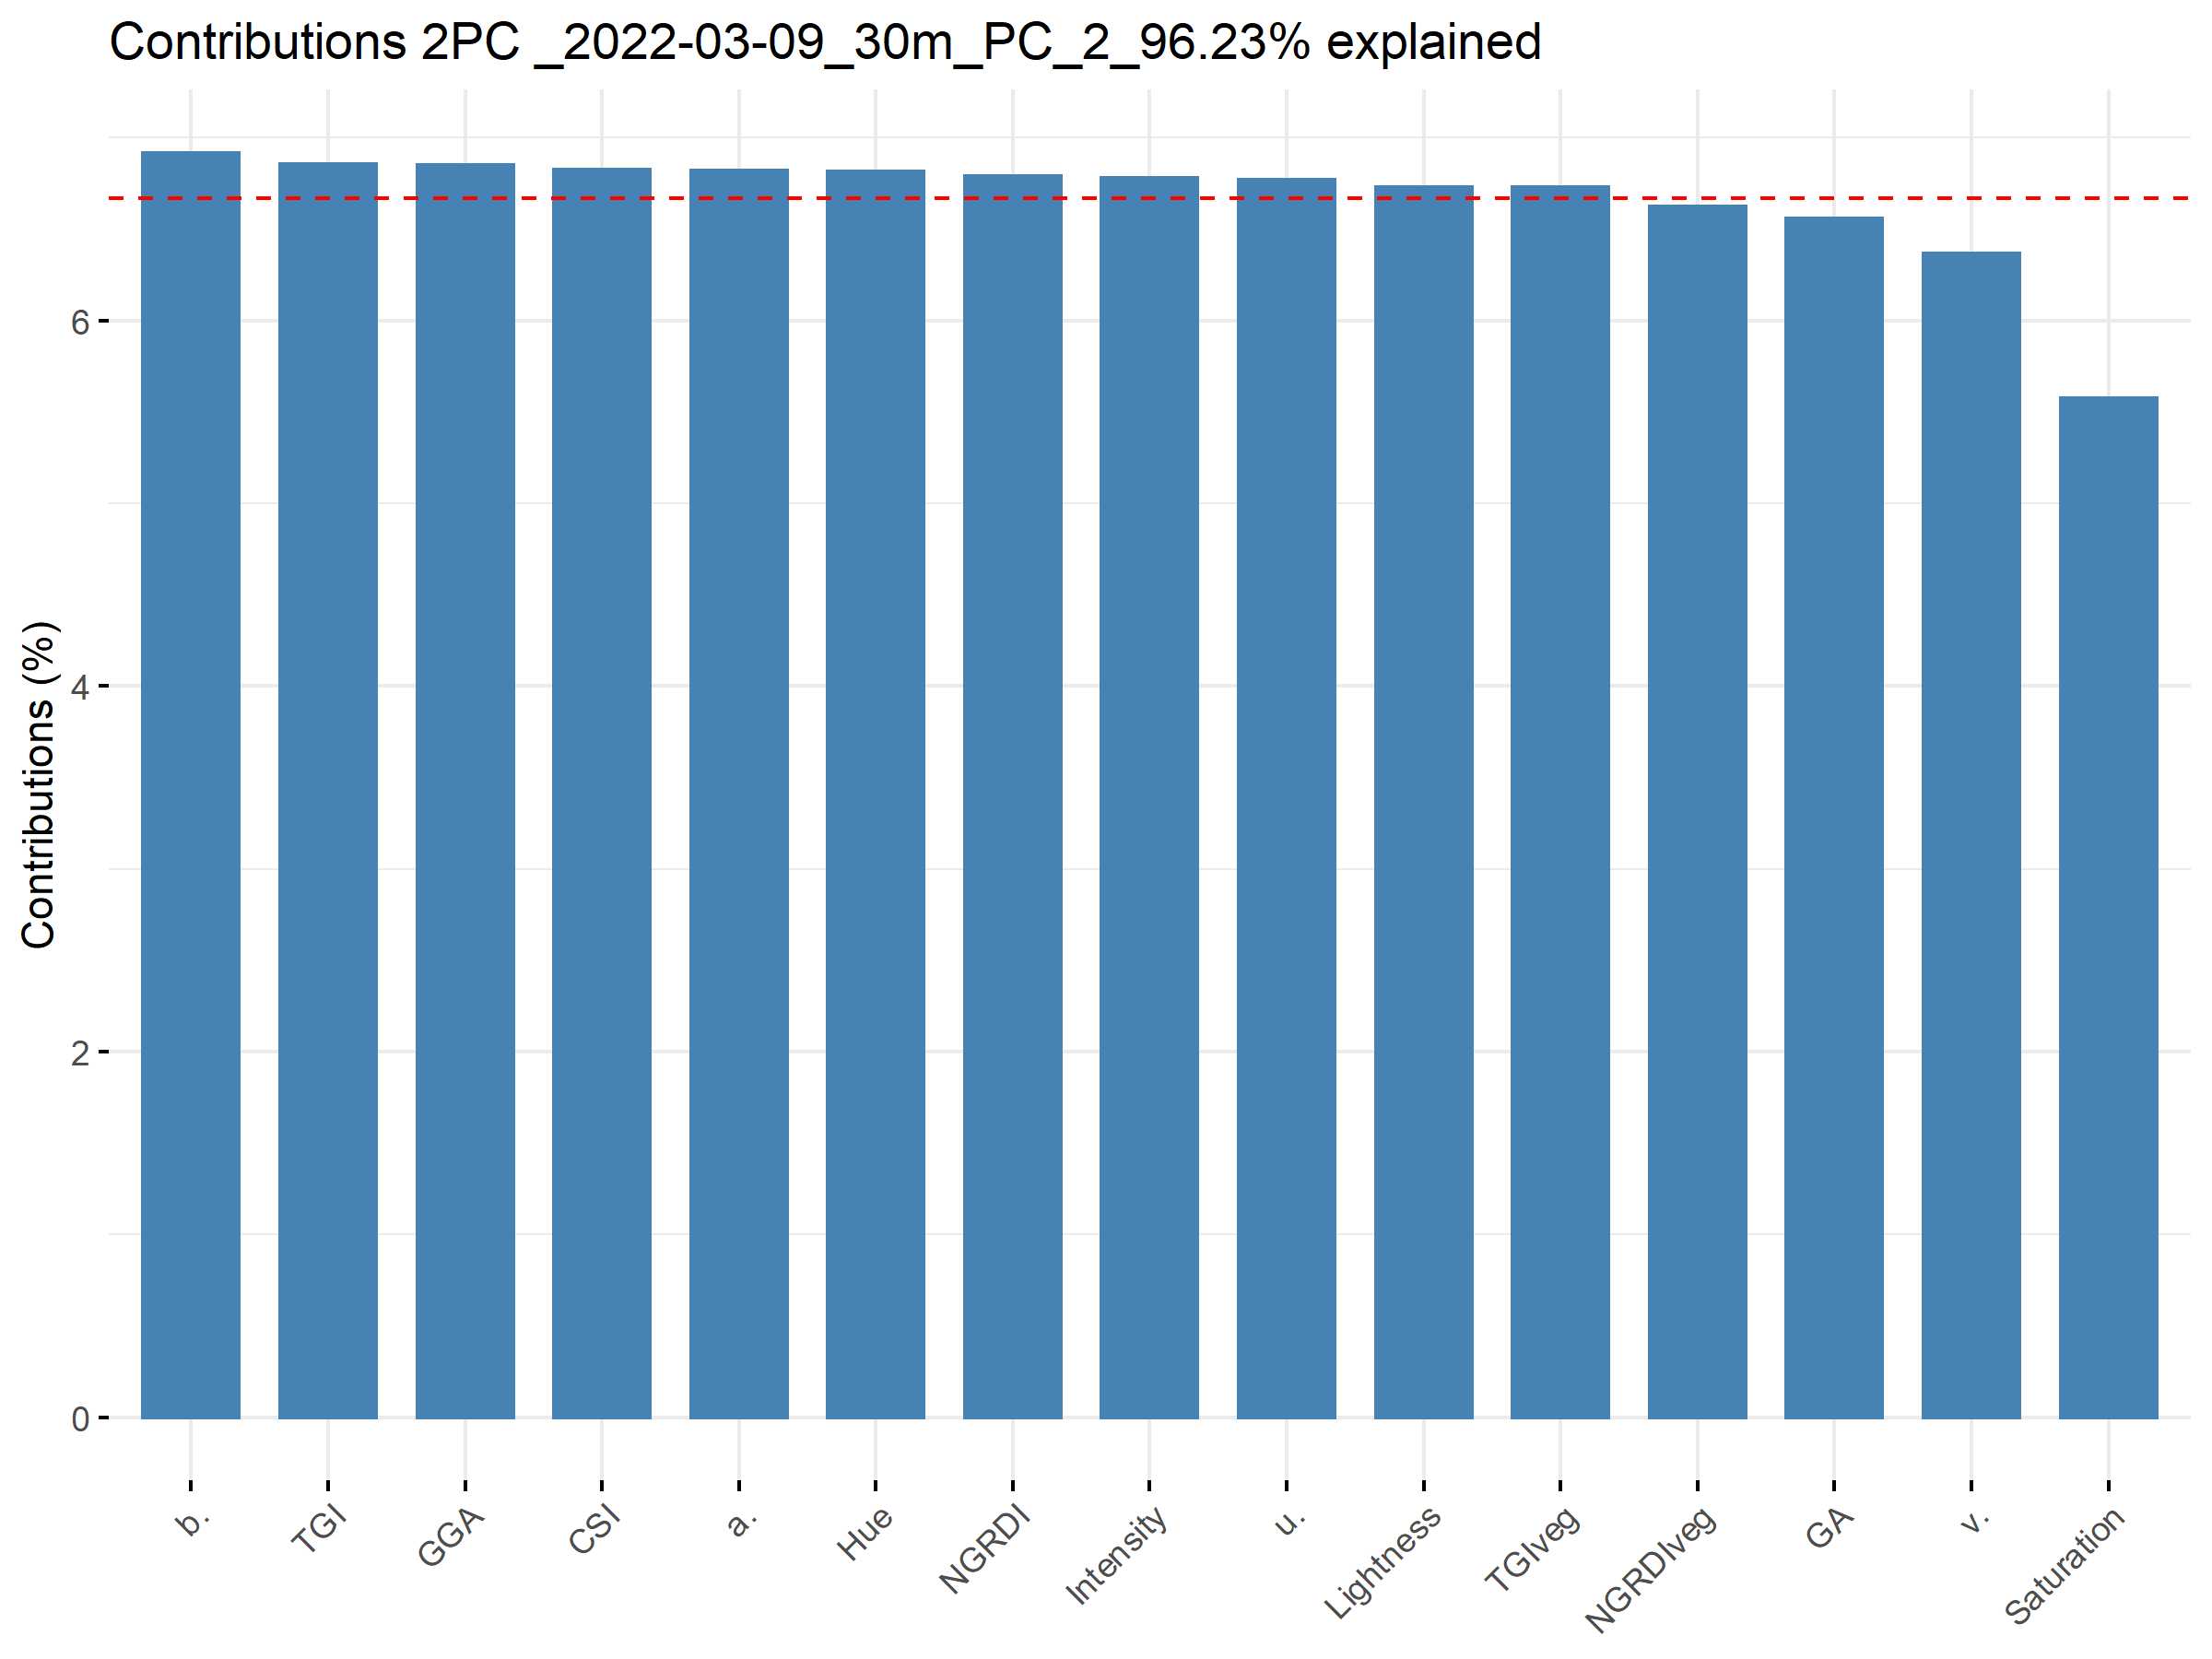 Contributions 2PC _2022-03-09_30m_PC_2_96.23% explained
Contributions (%)
6
4
2
0
b.
TGI
GGA
CSI
a.
Hue
NGRDI
Intensity
u.
Lightness
TGIveg
NGRDIveg
GA
v.
Saturation